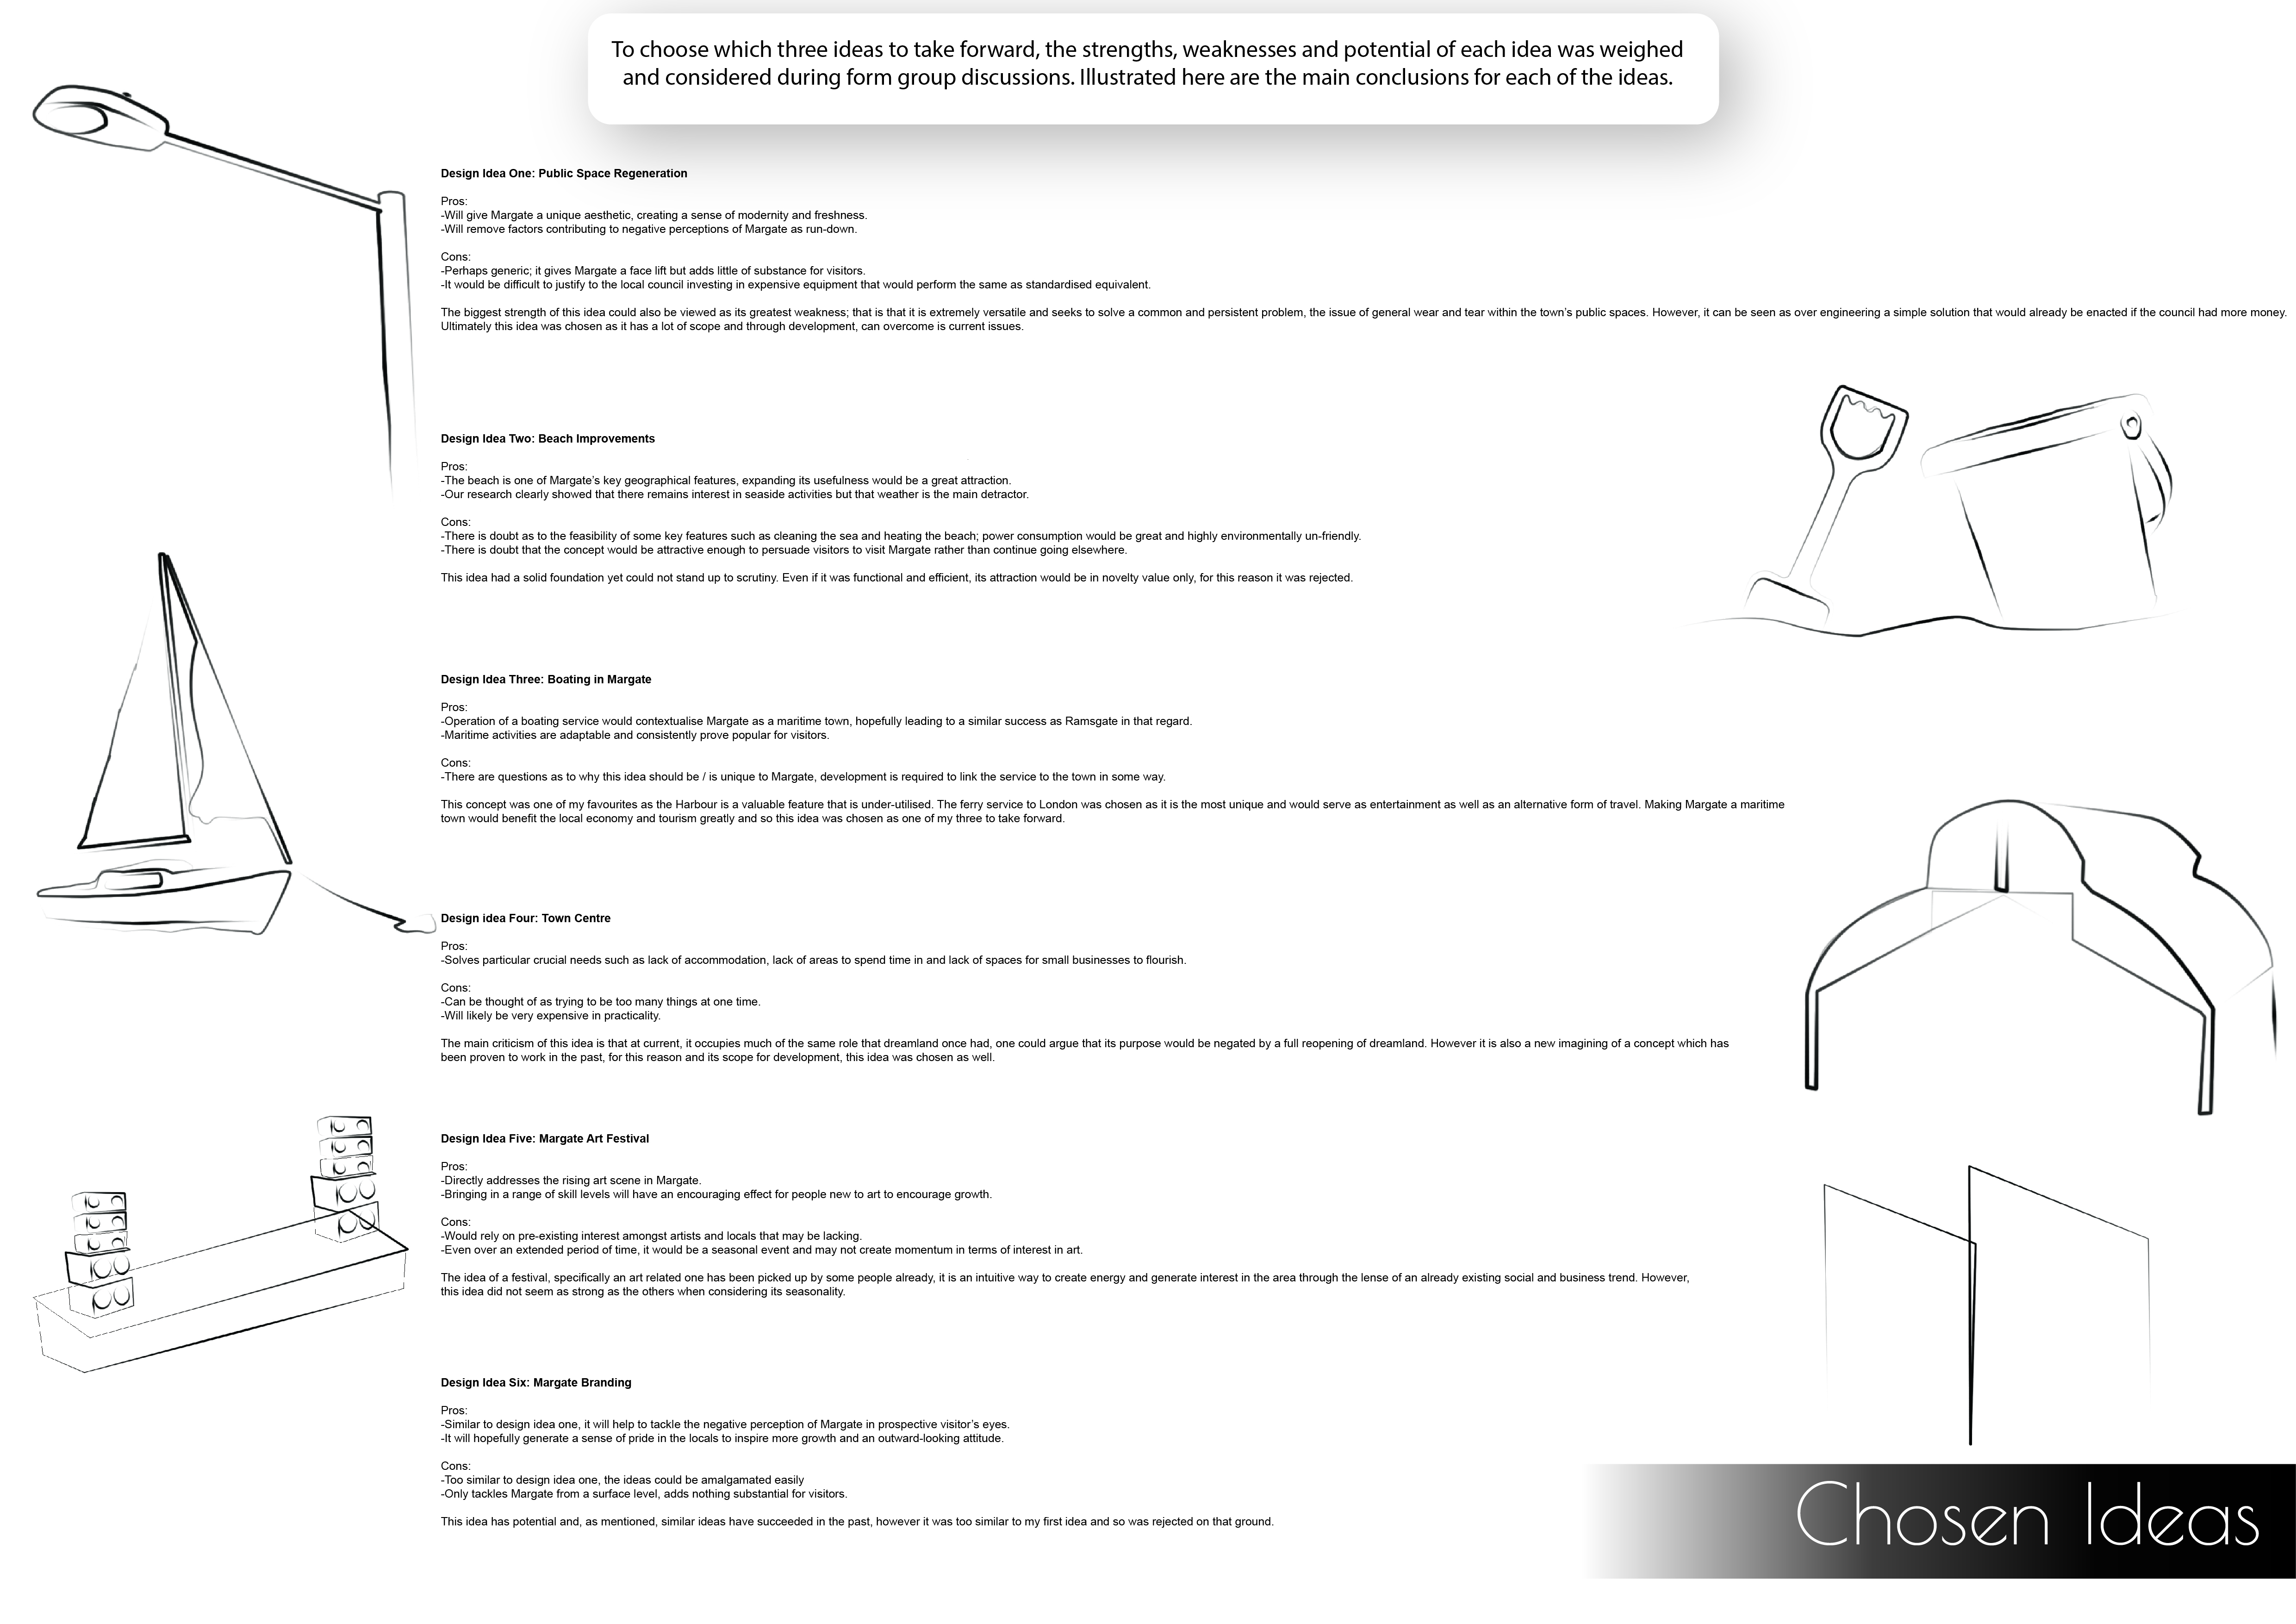 To choose which three ideas to take forward, the strengths, weaknesses and potential of each idea was weighed
and considered during form group discussions. Illustrated here are the main conclusions for each of the ideas.
Design Idea One: Public Space Regeneration
Pros:
-Will give Margate a unique aesthetic, creating a sense of modernity and freshness.
-Will remove factors contributing to negative perceptions of Margate as run-down.
Cons:
-Perhaps generic; it gives Margate a face lift but adds little of substance for visitors.
-It would be difficult to justify to the local council investing in expensive equipment that would perform the same as standardised equivalent.
The biggest strength of this idea could also be viewed as its greatest weakness; that is that it is extremely versatile and seeks to solve a common and persistent problem, the issue of general wear and tear within the town’s public spaces. However, it can be seen as over engineering a simple solution that would already be enacted if the council had more money.
Ultimately this idea was chosen as it has a lot of scope and through development, can overcome is current issues.
Design Idea Two: Beach Improvements
Pros:
-The beach is one of Margate’s key geographical features, expanding its usefulness would be a great attraction.
-Our research clearly showed that there remains interest in seaside activities but that weather is the main detractor.
Cons:
-There is doubt as to the feasibility of some key features such as cleaning the sea and heating the beach; power consumption would be great and highly environmentally un-friendly.
-There is doubt that the concept would be attractive enough to persuade visitors to visit Margate rather than continue going elsewhere.
This idea had a solid foundation yet could not stand up to scrutiny. Even if it was functional and efficient, its attraction would be in novelty value only, for this reason it was rejected.
Design Idea Three: Boating in Margate
Pros:
-Operation of a boating service would contextualise Margate as a maritime town, hopefully leading to a similar success as Ramsgate in that regard.
-Maritime activities are adaptable and consistently prove popular for visitors.
Cons:
-There are questions as to why this idea should be / is unique to Margate, development is required to link the service to the town in some way.
This concept was one of my favourites as the Harbour is a valuable feature that is under-utilised. The ferry service to London was chosen as it is the most unique and would serve as entertainment as well as an alternative form of travel. Making Margate a maritime
town would benefit the local economy and tourism greatly and so this idea was chosen as one of my three to take forward.
Design idea Four: Town Centre
Pros:
-Solves particular crucial needs such as lack of accommodation, lack of areas to spend time in and lack of spaces for small businesses to flourish.
Cons:
-Can be thought of as trying to be too many things at one time.
-Will likely be very expensive in practicality.
The main criticism of this idea is that at current, it occupies much of the same role that dreamland once had, one could argue that its purpose would be negated by a full reopening of dreamland. However it is also a new imagining of a concept which has
been proven to work in the past, for this reason and its scope for development, this idea was chosen as well.
Design Idea Five: Margate Art Festival
Pros:
-Directly addresses the rising art scene in Margate.
-Bringing in a range of skill levels will have an encouraging effect for people new to art to encourage growth.
Cons:
-Would rely on pre-existing interest amongst artists and locals that may be lacking.
-Even over an extended period of time, it would be a seasonal event and may not create momentum in terms of interest in art.
The idea of a festival, specifically an art related one has been picked up by some people already, it is an intuitive way to create energy and generate interest in the area through the lense of an already existing social and business trend. However,
this idea did not seem as strong as the others when considering its seasonality.
Design Idea Six: Margate Branding
Pros:
-Similar to design idea one, it will help to tackle the negative perception of Margate in prospective visitor’s eyes.
-It will hopefully generate a sense of pride in the locals to inspire more growth and an outward-looking attitude.
Cons:
-Too similar to design idea one, the ideas could be amalgamated easily
-Only tackles Margate from a surface level, adds nothing substantial for visitors.
This idea has potential and, as mentioned, similar ideas have succeeded in the past, however it was too similar to my first idea and so was rejected on that ground.
Chosen Ideas